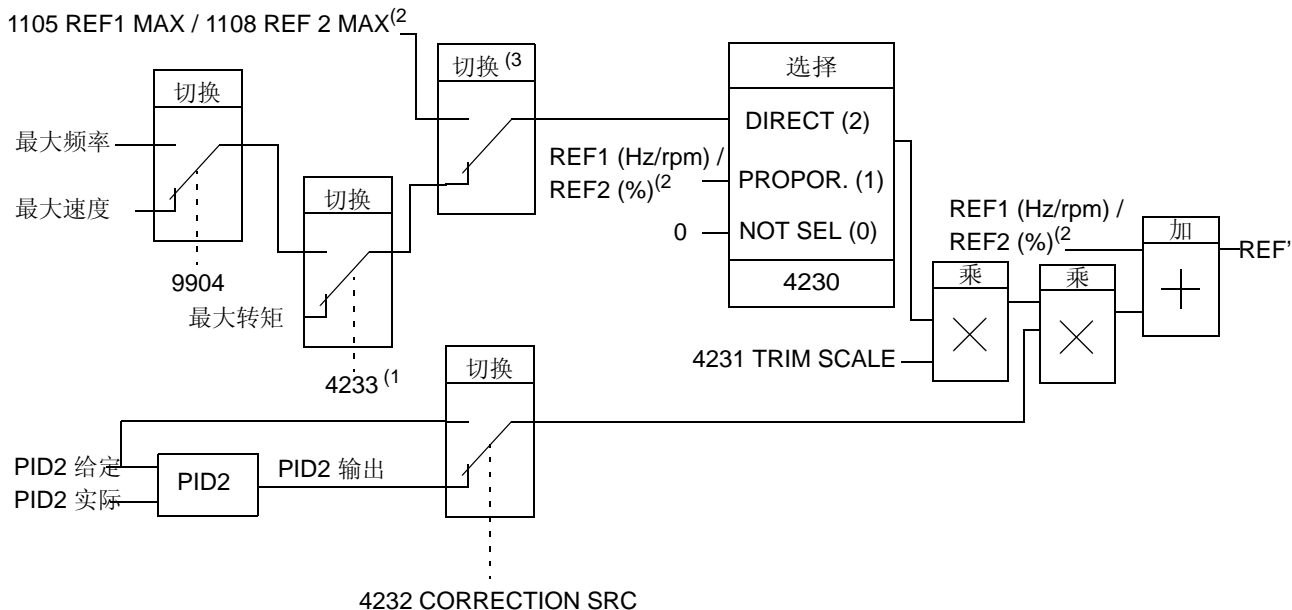 1105 REF1 MAX / 1108 REF 2 MAX(2
切换
最大频率
最大速度
9904
切换
最大转矩
4233 (1
切换 (3
选择
DIRECT (2)
REF1 (Hz/rpm) /
REF2 (%)(2
PROPOR. (1)
0
NOT SEL (0)
4230
4231 TRIM SCALE
乘
乘
REF1 (Hz/rpm) /
REF2 (%)(2
加
+
REF’
切换
PID2 给定
PID2 实际
PID2
PID2 输出
4232 CORRECTION SRC